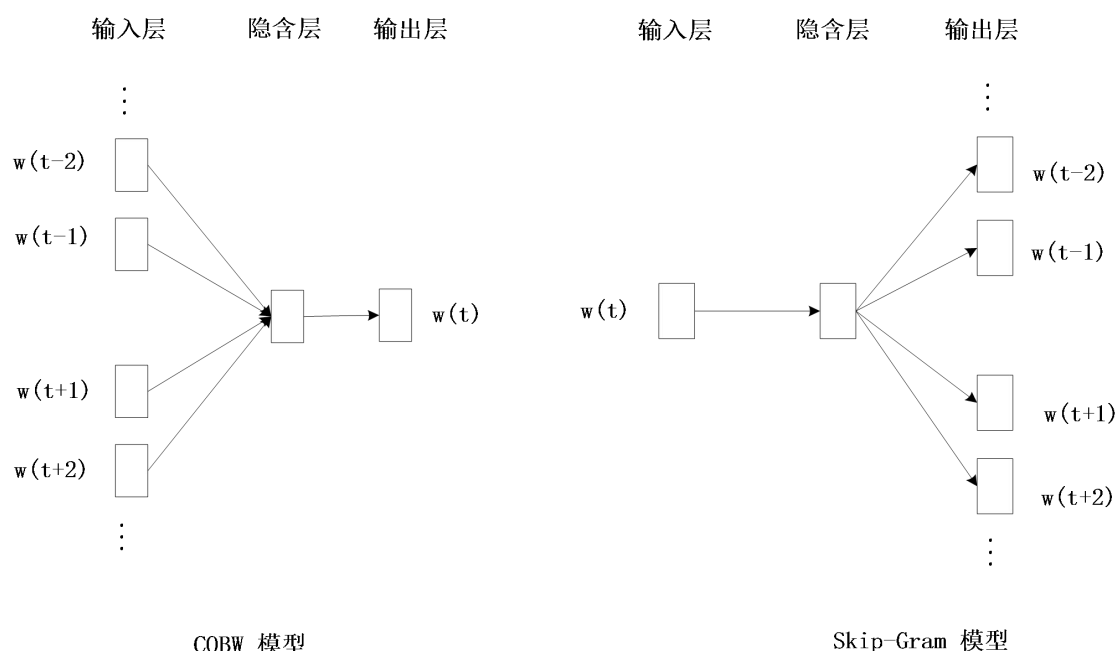 输入层 隐含层 输出层
⋮
w(t-2)
w(t-1)
w(t)
w(t+1)
w(t+2)
⋮
COBW 模型
输入层 隐含层 输出层
⋮
w(t-2)
w(t-1)
w(t)
w(t+1)
w(t+2)
⋮
Skip-Gram 模型